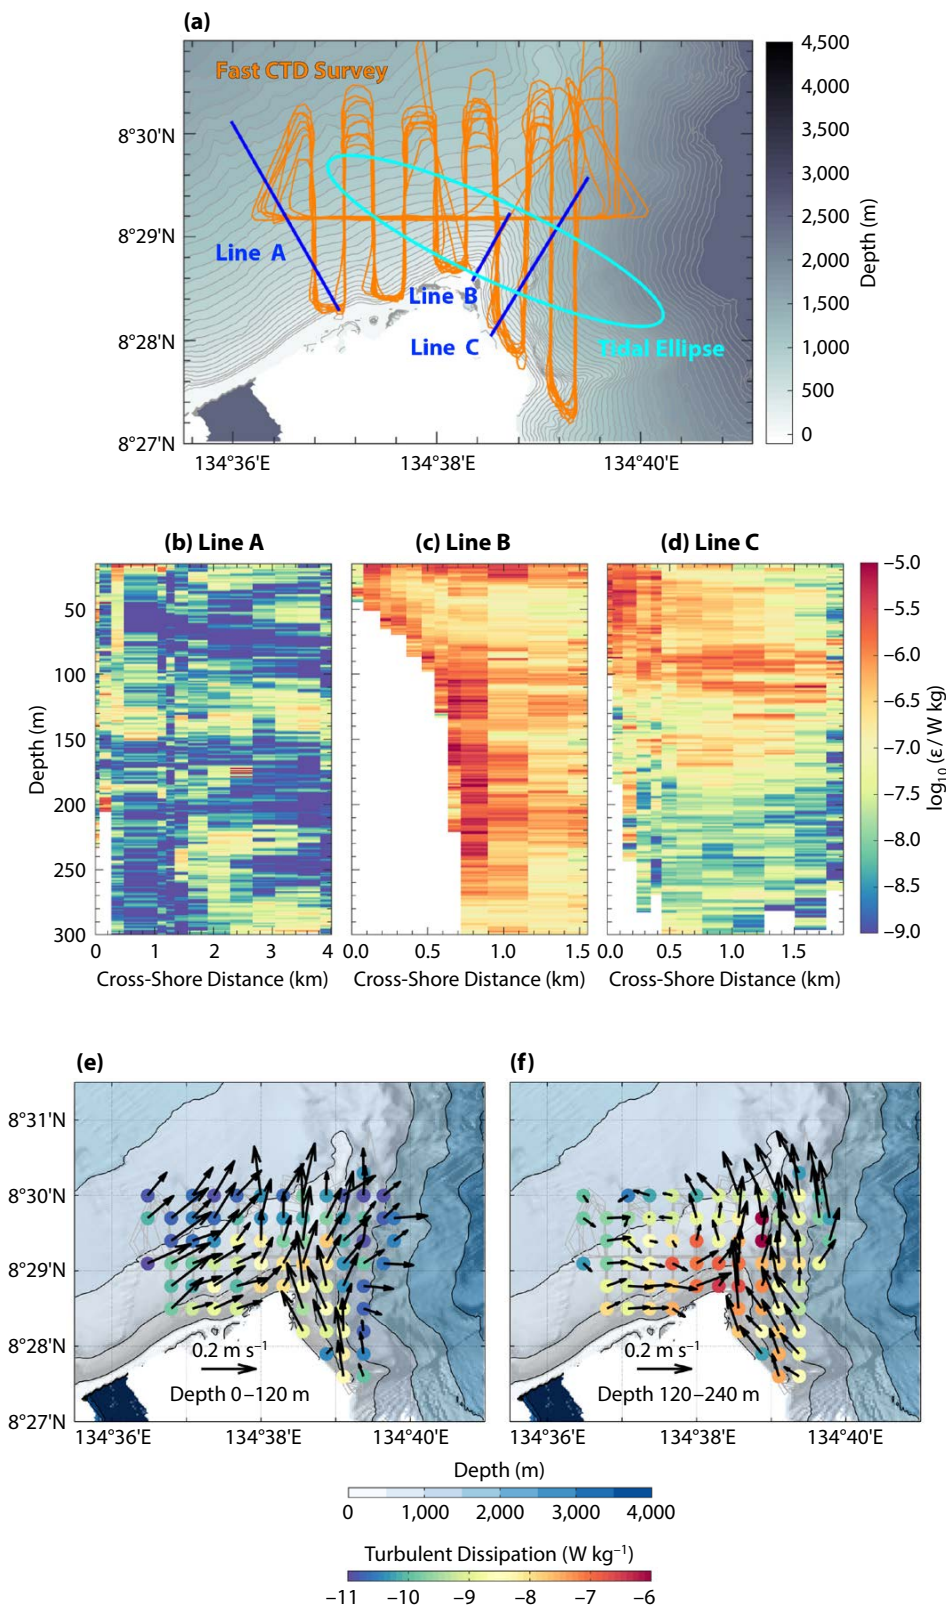 (a)
Fast CTD Survey
8°30'N
8°29'N
8°28'N
8°27'N
134°36'E
134°38'E
134°40'E
Line A
Line B
Line C
Tidal Ellipse
4,500
4,000
3,500
3,000
2,500
2,000
1,500
1,000
500
0
Depth (m)
(b) Line A
(c) Line B
(d) Line C
50
100
150
200
250
300
Depth (m)
0
1
2
3
4
Cross-Shore Distance (km)
0.0
0.5
1.0
1.5
Cross-Shore Distance (km)
0.0
0.5
1.0
1.5
Cross-Shore Distance (km)
–5.0
–5.5
–6.0
–6.5
–7.0
–7.5
–8.0
–8.5
–9.0
log10 (ε / W kg)
(e)
8°31'N
8°30'N
8°29'N
8°28'N
8°27'N
0.2 m s–1
Depth 0–120 m
134°36'E
134°38'E
134°40'E
(f)
0.2 m s–1
Depth 120–240 m
134°36'E
134°38'E
134°40'E
Depth (m)
0
1,000
2,000
3,000
4,000
Turbulent Dissipation (W kg–1)
–11
–10
–9
–8
–7
–6